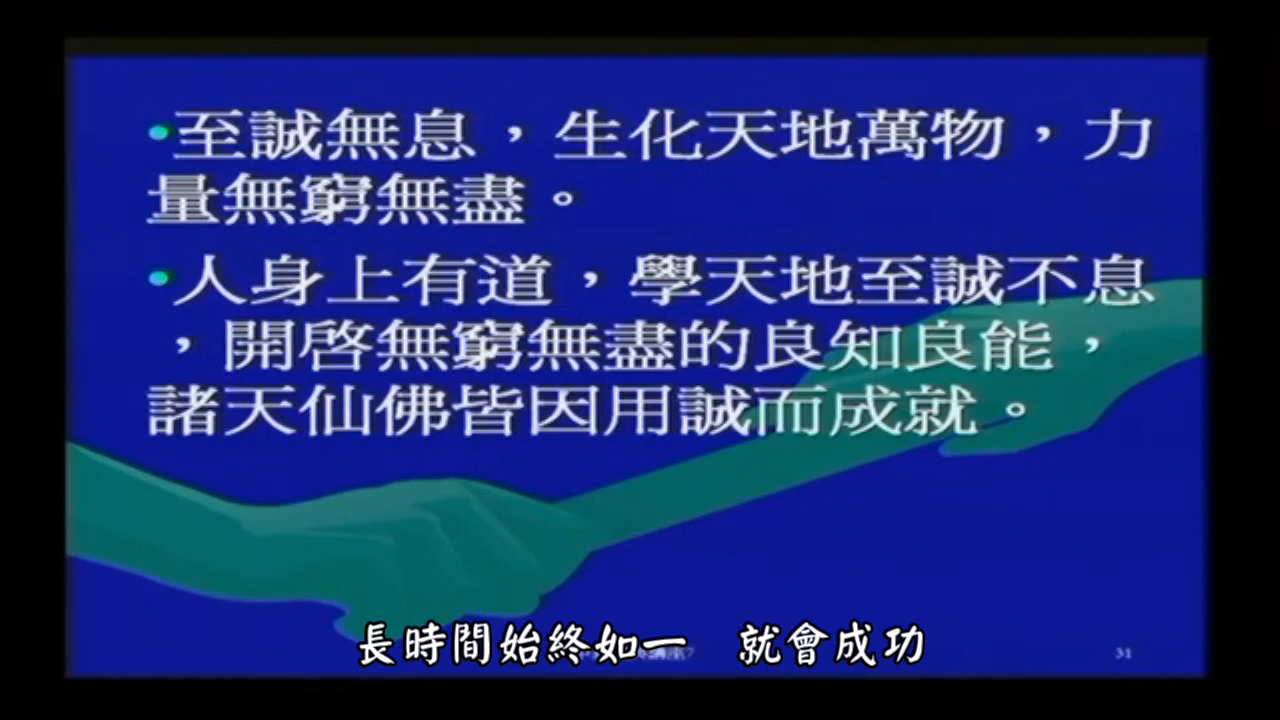 •至誠無息，生化天地萬物，力
量無窮無盡。
•人身上有道，學天地至誠不息
，開啓無窮無盡的良知良能，
諸天仙佛皆因用誠而成就。
長時間始終如一　就會成功
31